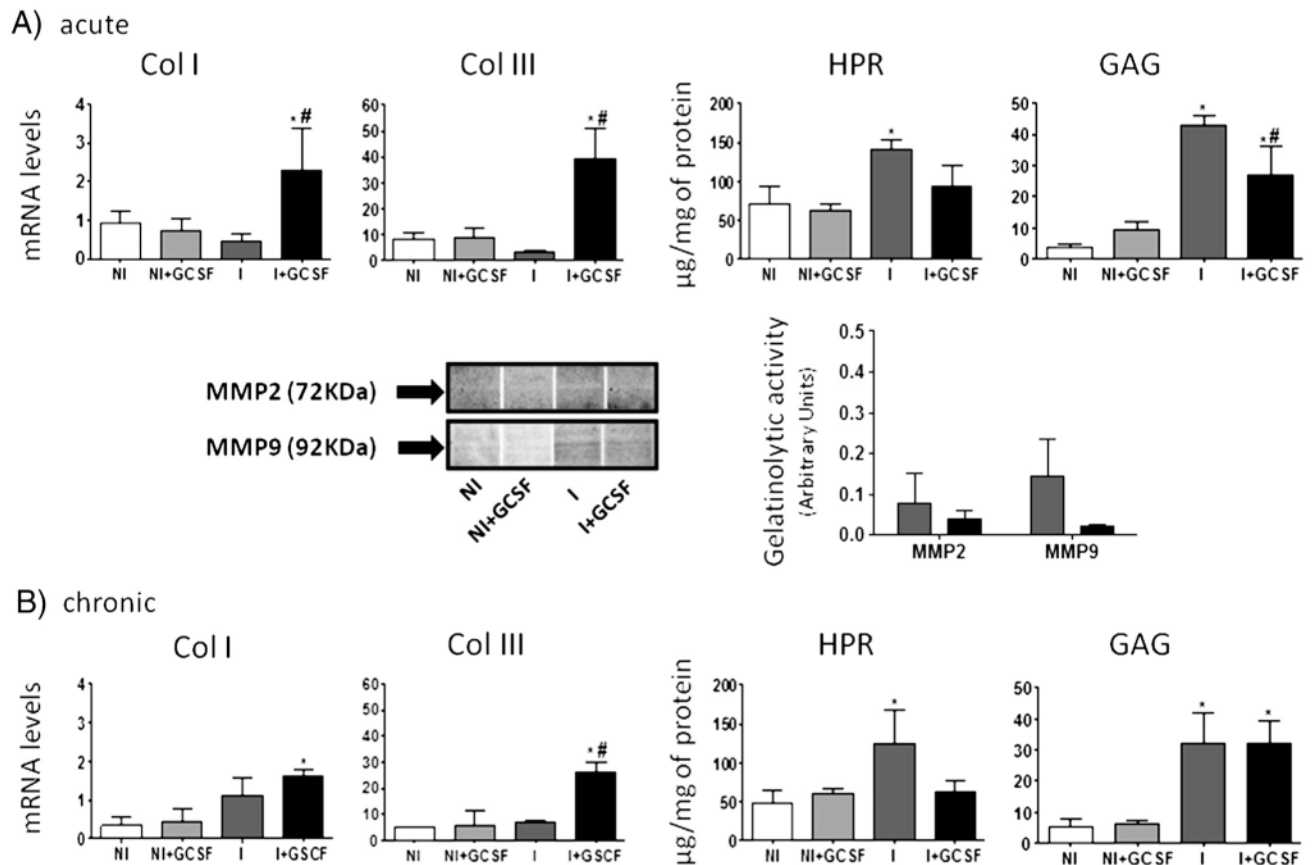 A) acute
Col I
Col III
HPR
GAG
mRNA levels
4
3
2
1
0
* #
NI NI+GCSF I I+GCSF
60
50
40
30
20
10
0
* #
NI NI+GCSF I I+GCSF
µg/mg of protein
200
150
100
50
0
*
NI NI+GCSF I I+GCSF
50
40
30
20
10
0
*
* #
NI NI+GCSF I I+GCSF
MMP2 (72KDa)
MMP9 (92KDa)
NI
NI+GCSF
I
I+GCSF
Gelatinolytic activity
(Arbitrary Units)
0.5
0.4
0.3
0.2
0.1
0.0
MMP2 MMP9
B) chronic
Col I
Col III
HPR
GAG
mRNA levels
4
3
2
1
0
*
NI NI+GCSF I I+GSCF
60
50
40
30
20
10
0
* #
NI NI+GCSF I I+GSCF
µg/mg of protein
200
150
100
50
0
*
NI NI+GCSF I I+GCSF
50
40
30
20
10
0
*
*
NI NI+GCSF I I+GCSF